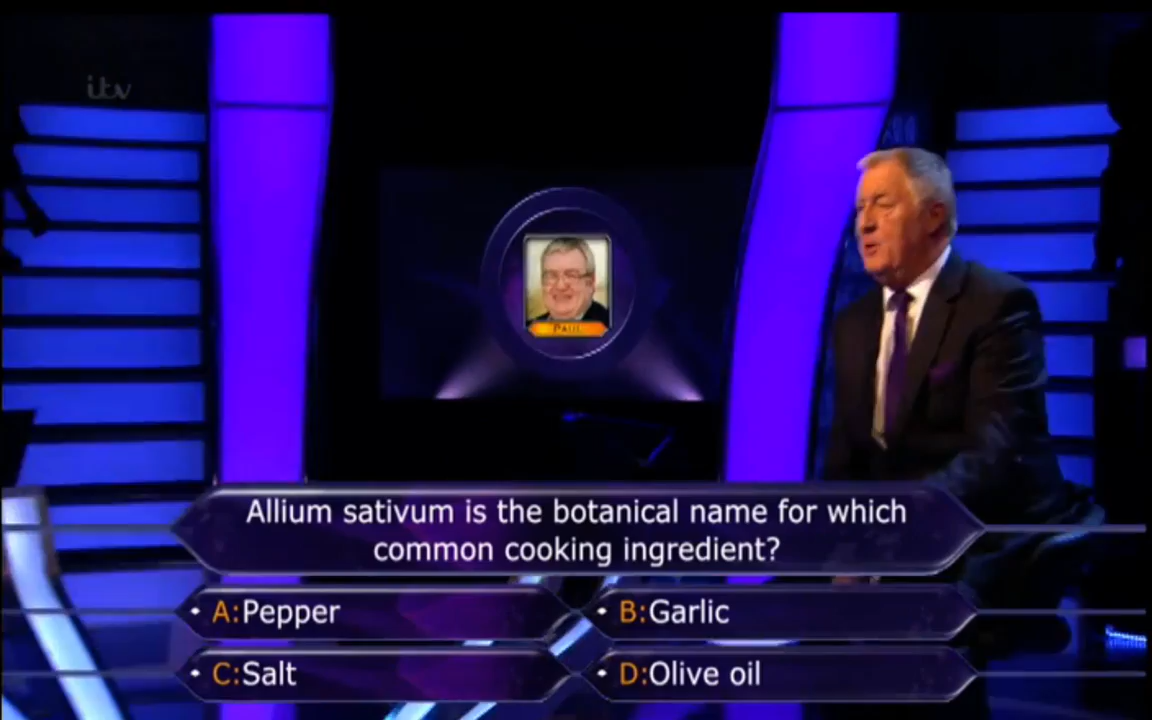 itv
PAUL
Allium sativum is the botanical name for which
common cooking ingredient?
A:Pepper
B:Garlic
C:Salt
D:Olive oil